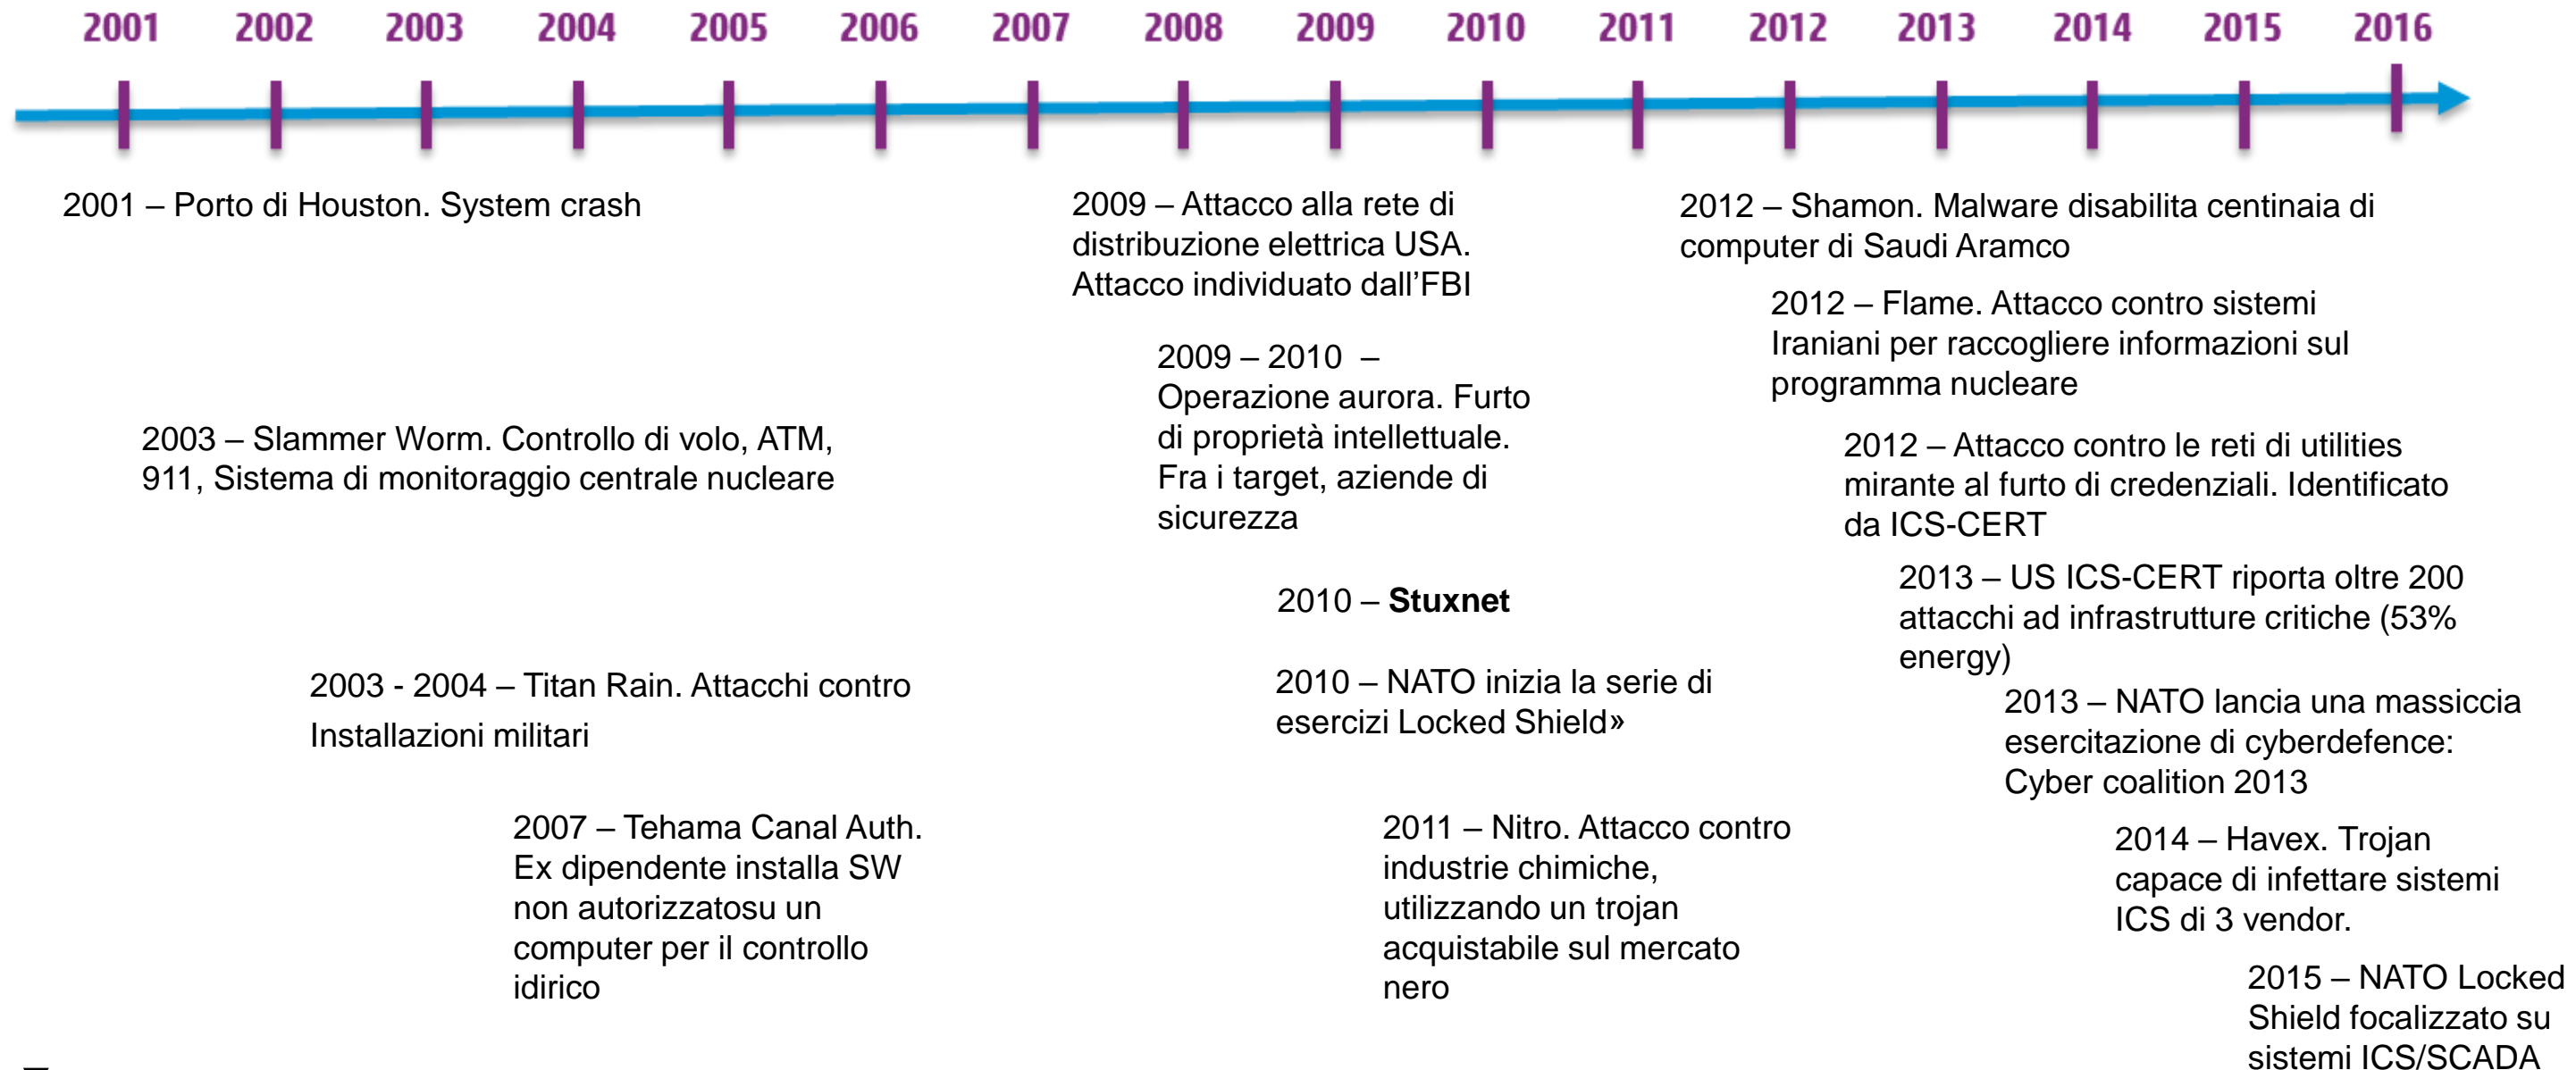 2001 2002 2003 2004 2005 2006 2007 2008 2009 2010 2011 2012 2013 2014 2015 2016
2001 – Porto di Houston. System crash
2003 – Slammer Worm. Controllo di volo, ATM,
911, Sistema di monitoraggio centrale nucleare
2003 - 2004 – Titan Rain. Attacchi contro
Installazioni militari
2007 – Tehama Canal Auth.
Ex dipendente installa SW
non autorizzatosu un
computer per il controllo
idirico
2009 – Attacco alla rete di
distribuzione elettrica USA.
Attacco individuato dall’FBI
2009 – 2010 –
Operazione aurora. Furto
di proprietà intellettuale.
Fra i target, aziende di
sicurezza
2010 – Stuxnet
2010 – NATO inizia la serie di
esercizi Locked Shield»
2011 – Nitro. Attacco contro
industrie chimiche,
utilizzando un trojan
acquistabile sul mercato
nero
2012 – Shamon. Malware disabilita centinaia di
computer di Saudi Aramco
2012 – Flame. Attacco contro sistemi
Iraniani per raccogliere informazioni sul
programma nucleare
2012 – Attacco contro le reti di utilities
mirante al furto di credenziali. Identificato
da ICS-CERT
2013 – US ICS-CERT riporta oltre 200
attacchi ad infrastrutture critiche (53%
energy)
2013 – NATO lancia una massiccia
esercitazione di cyberdefence:
Cyber coalition 2013
2014 – Havex. Trojan
capace di infettare sistemi
ICS di 3 vendor.
2015 – NATO Locked
Shield focalizzato su
sistemi ICS/SCADA